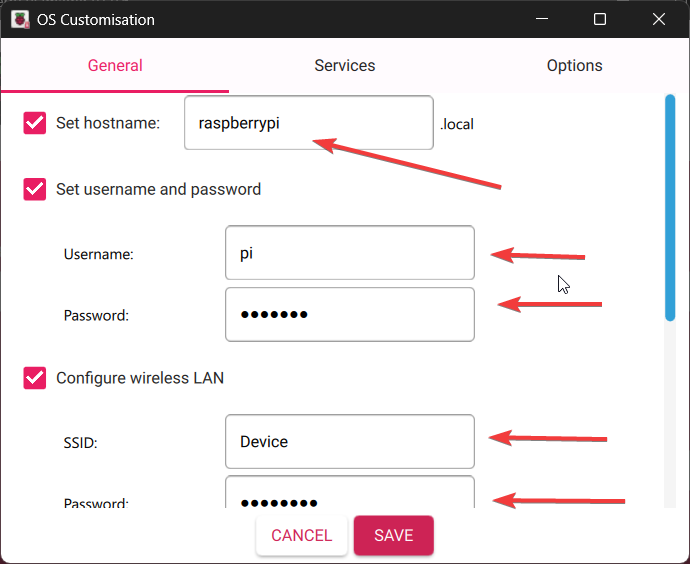 OS Customisation
General Services Options
Set hostname: raspberrypi .local
Set username and password
Username: pi
Password: •••••••
Configure wireless LAN
SSID: Device
Password: ••••••••
CANCEL SAVE